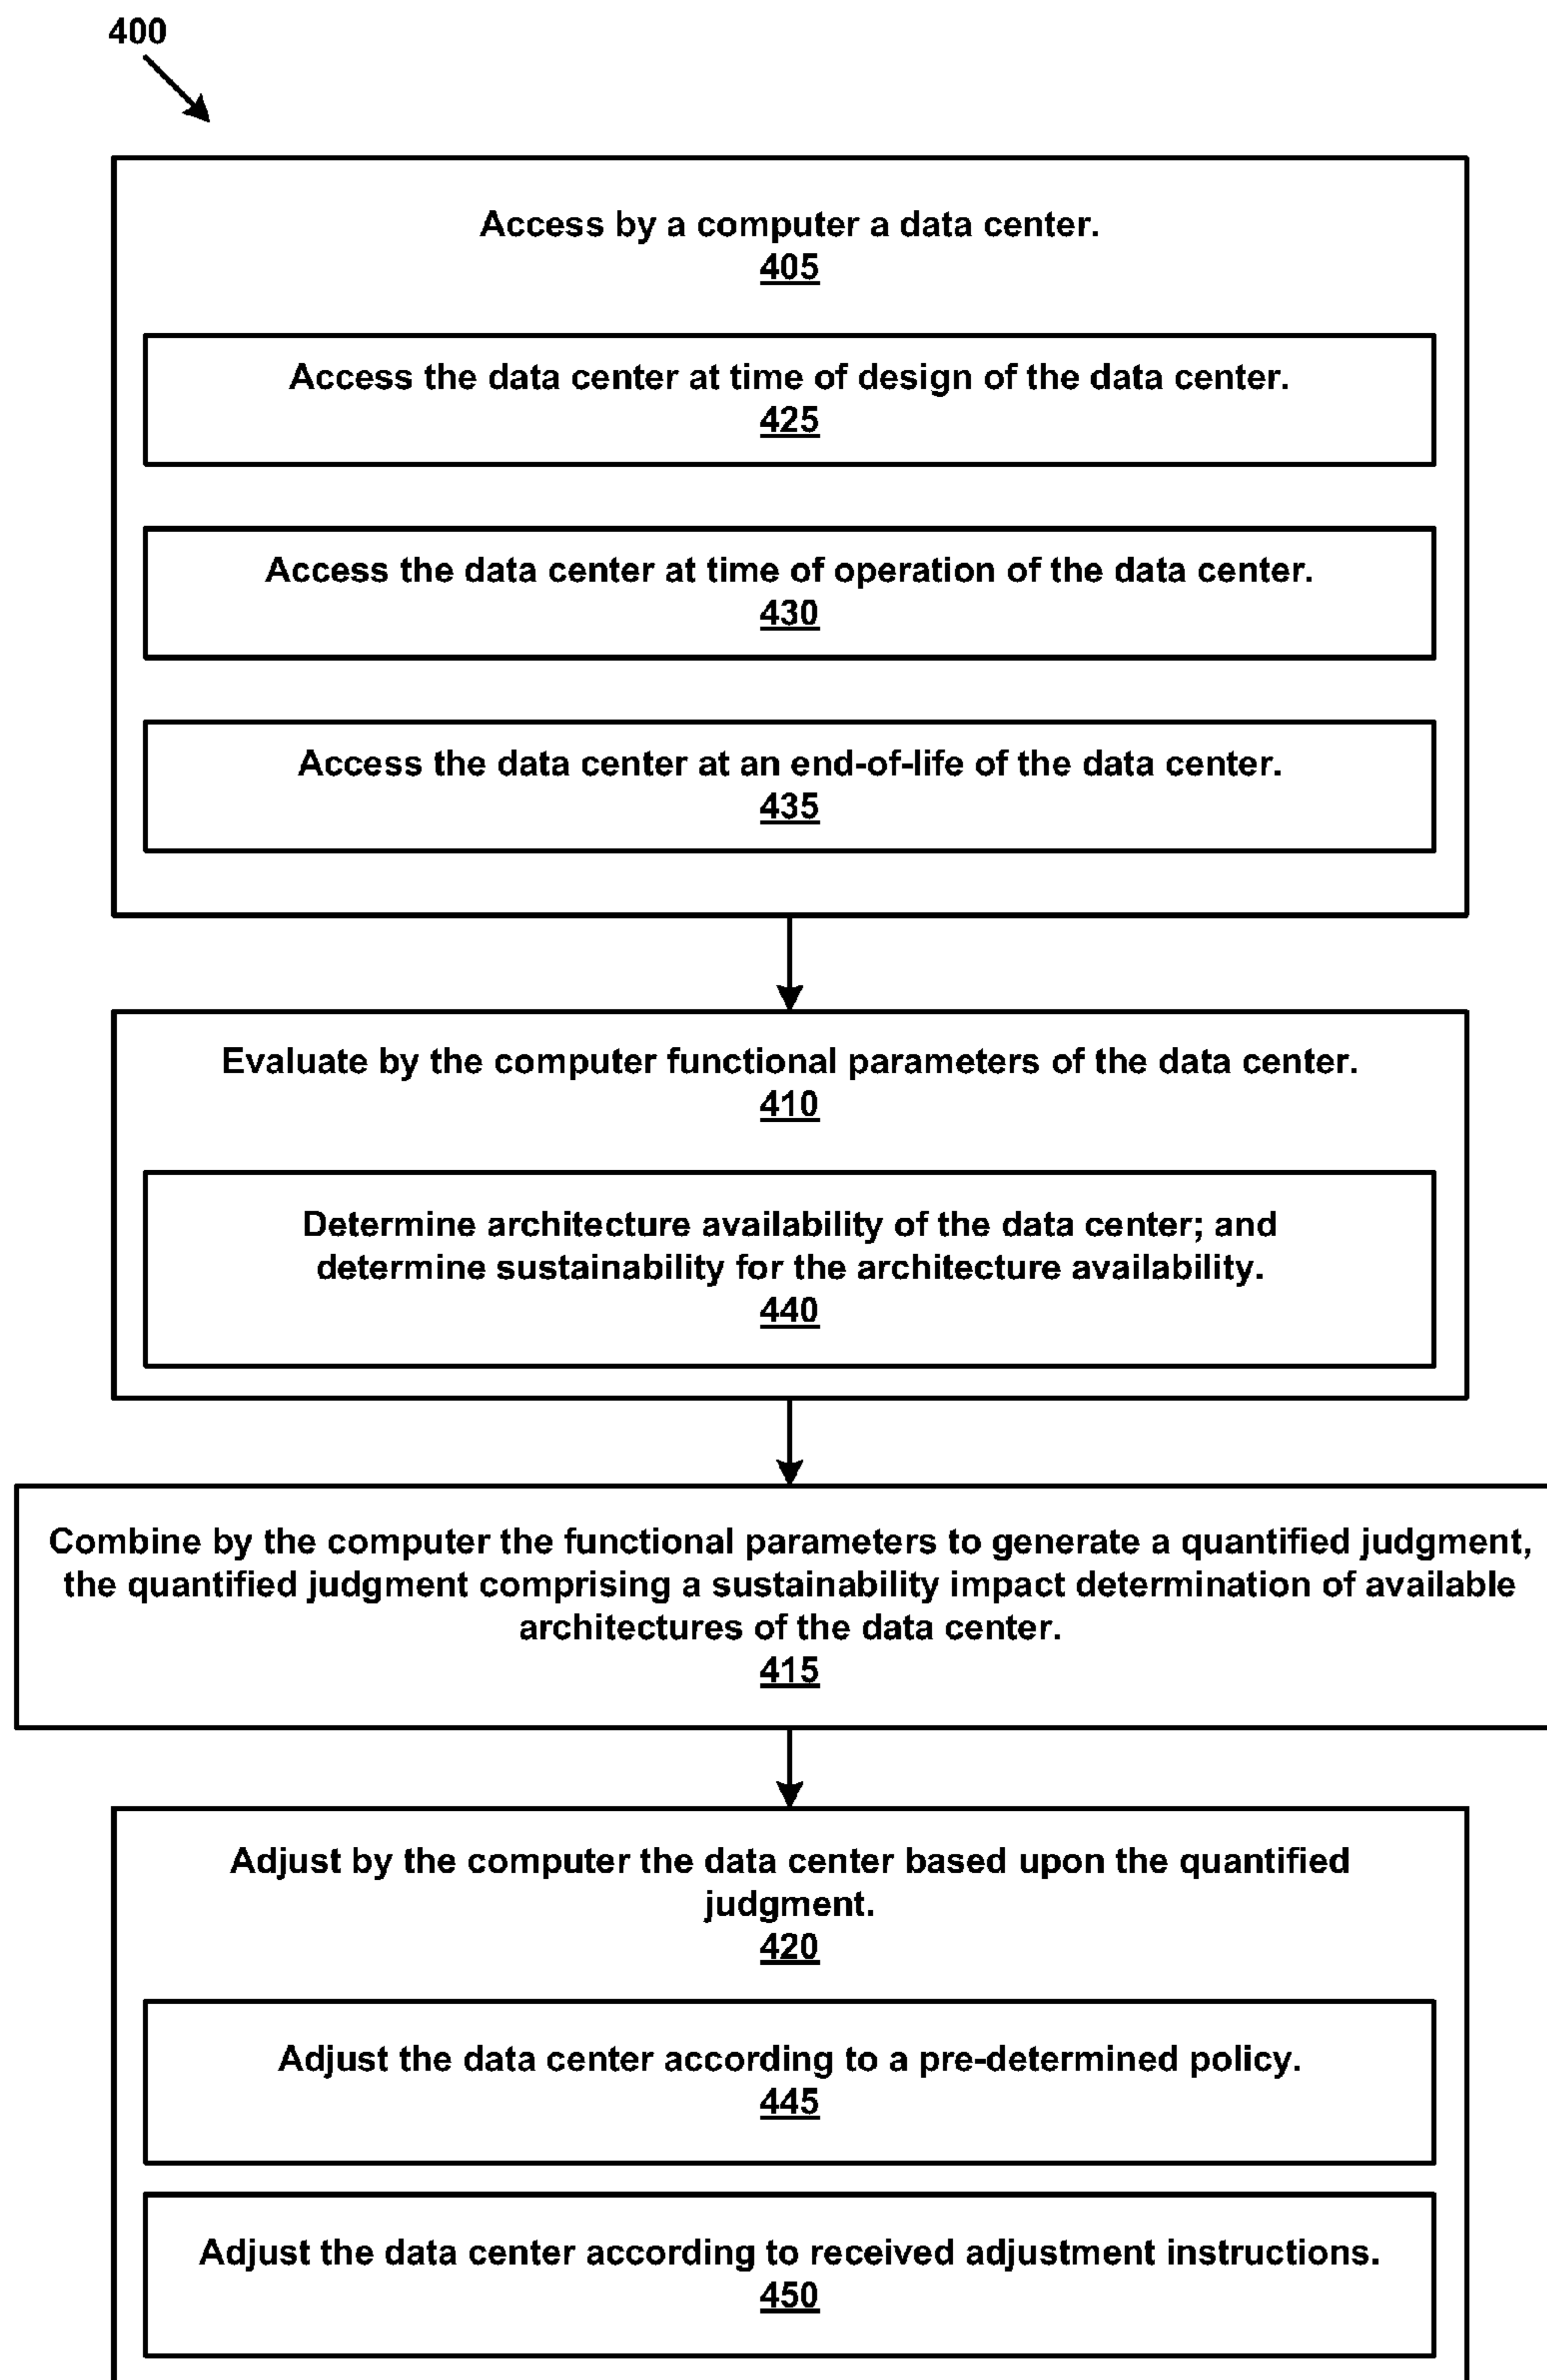 400
Access by a computer a data center.
405
Access the data center at time of design of the data center.
425
Access the data center at time of operation of the data center.
430
Access the data center at an end-of-life of the data center.
435
Evaluate by the computer functional parameters of the data center.
410
Determine architecture availability of the data center; and
determine sustainability for the architecture availability.
440
Combine by the computer the functional parameters to generate a quantified judgment,
the quantified judgment comprising a sustainability impact determination of available
architectures of the data center.
415
Adjust by the computer the data center based upon the quantified
judgment.
420
Adjust the data center according to a pre-determined policy.
445
Adjust the data center according to received adjustment instructions.
450